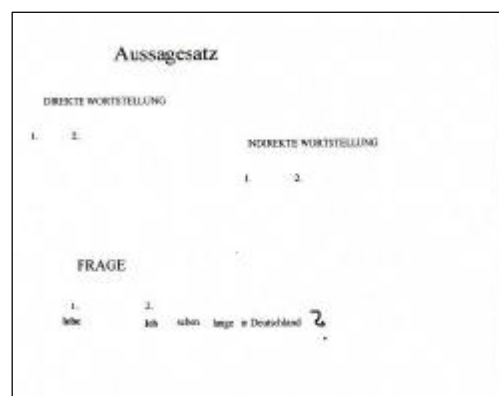 Aussagesatz
DIREKTE WORTSTELLUNG
1. 2.
INDIREKTE WORTSTELLUNG
1. 2.
FRAGE
1. 2.
lebe Ich schon lange in Deutschland ?